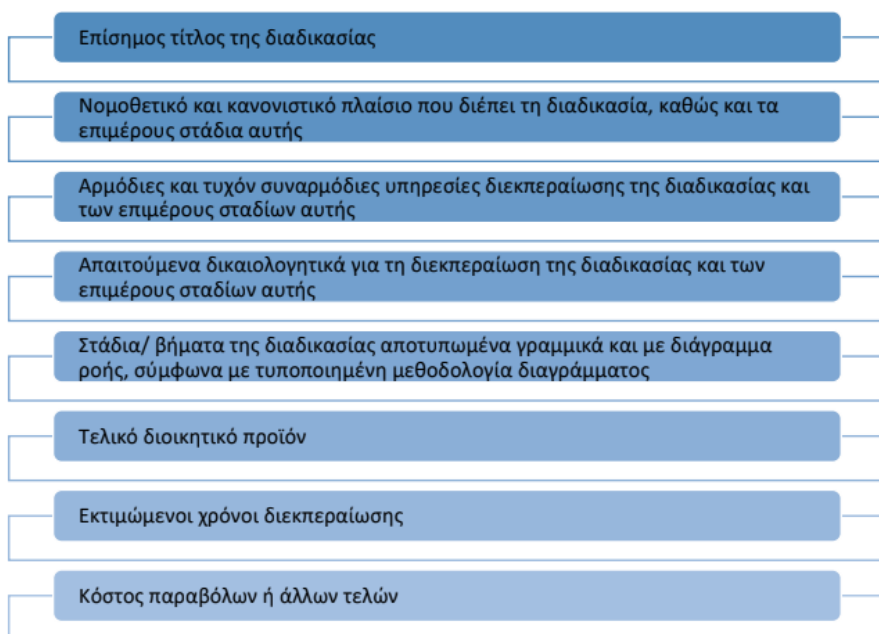 Επίσημος τίτλος της διαδικασίας
Νομοθετικό και κανονιστικό πλαίσιο που διέπει τη διαδικασία, καθώς και τα
επιμέρους στάδια αυτής
Αρμόδιες και τυχόν συναρμόδιες υπηρεσίες διεκπεραίωσης της διαδικασίας και
των επιμέρους σταδίων αυτής
Απαιτούμενα δικαιολογητικά για τη διεκπεραίωση της διαδικασίας και των
επιμέρους σταδίων αυτής
Στάδια/ βήματα της διαδικασίας αποτυπωμένα γραμμικά και με διάγραμμα
ροής, σύμφωνα με τυποποιημένη μεθοδολογία διαγράμματος
Τελικό διοικητικό προϊόν
Εκτιμώμενοι χρόνοι διεκπεραίωσης
Κόστος παραβόλων ή άλλων τελών